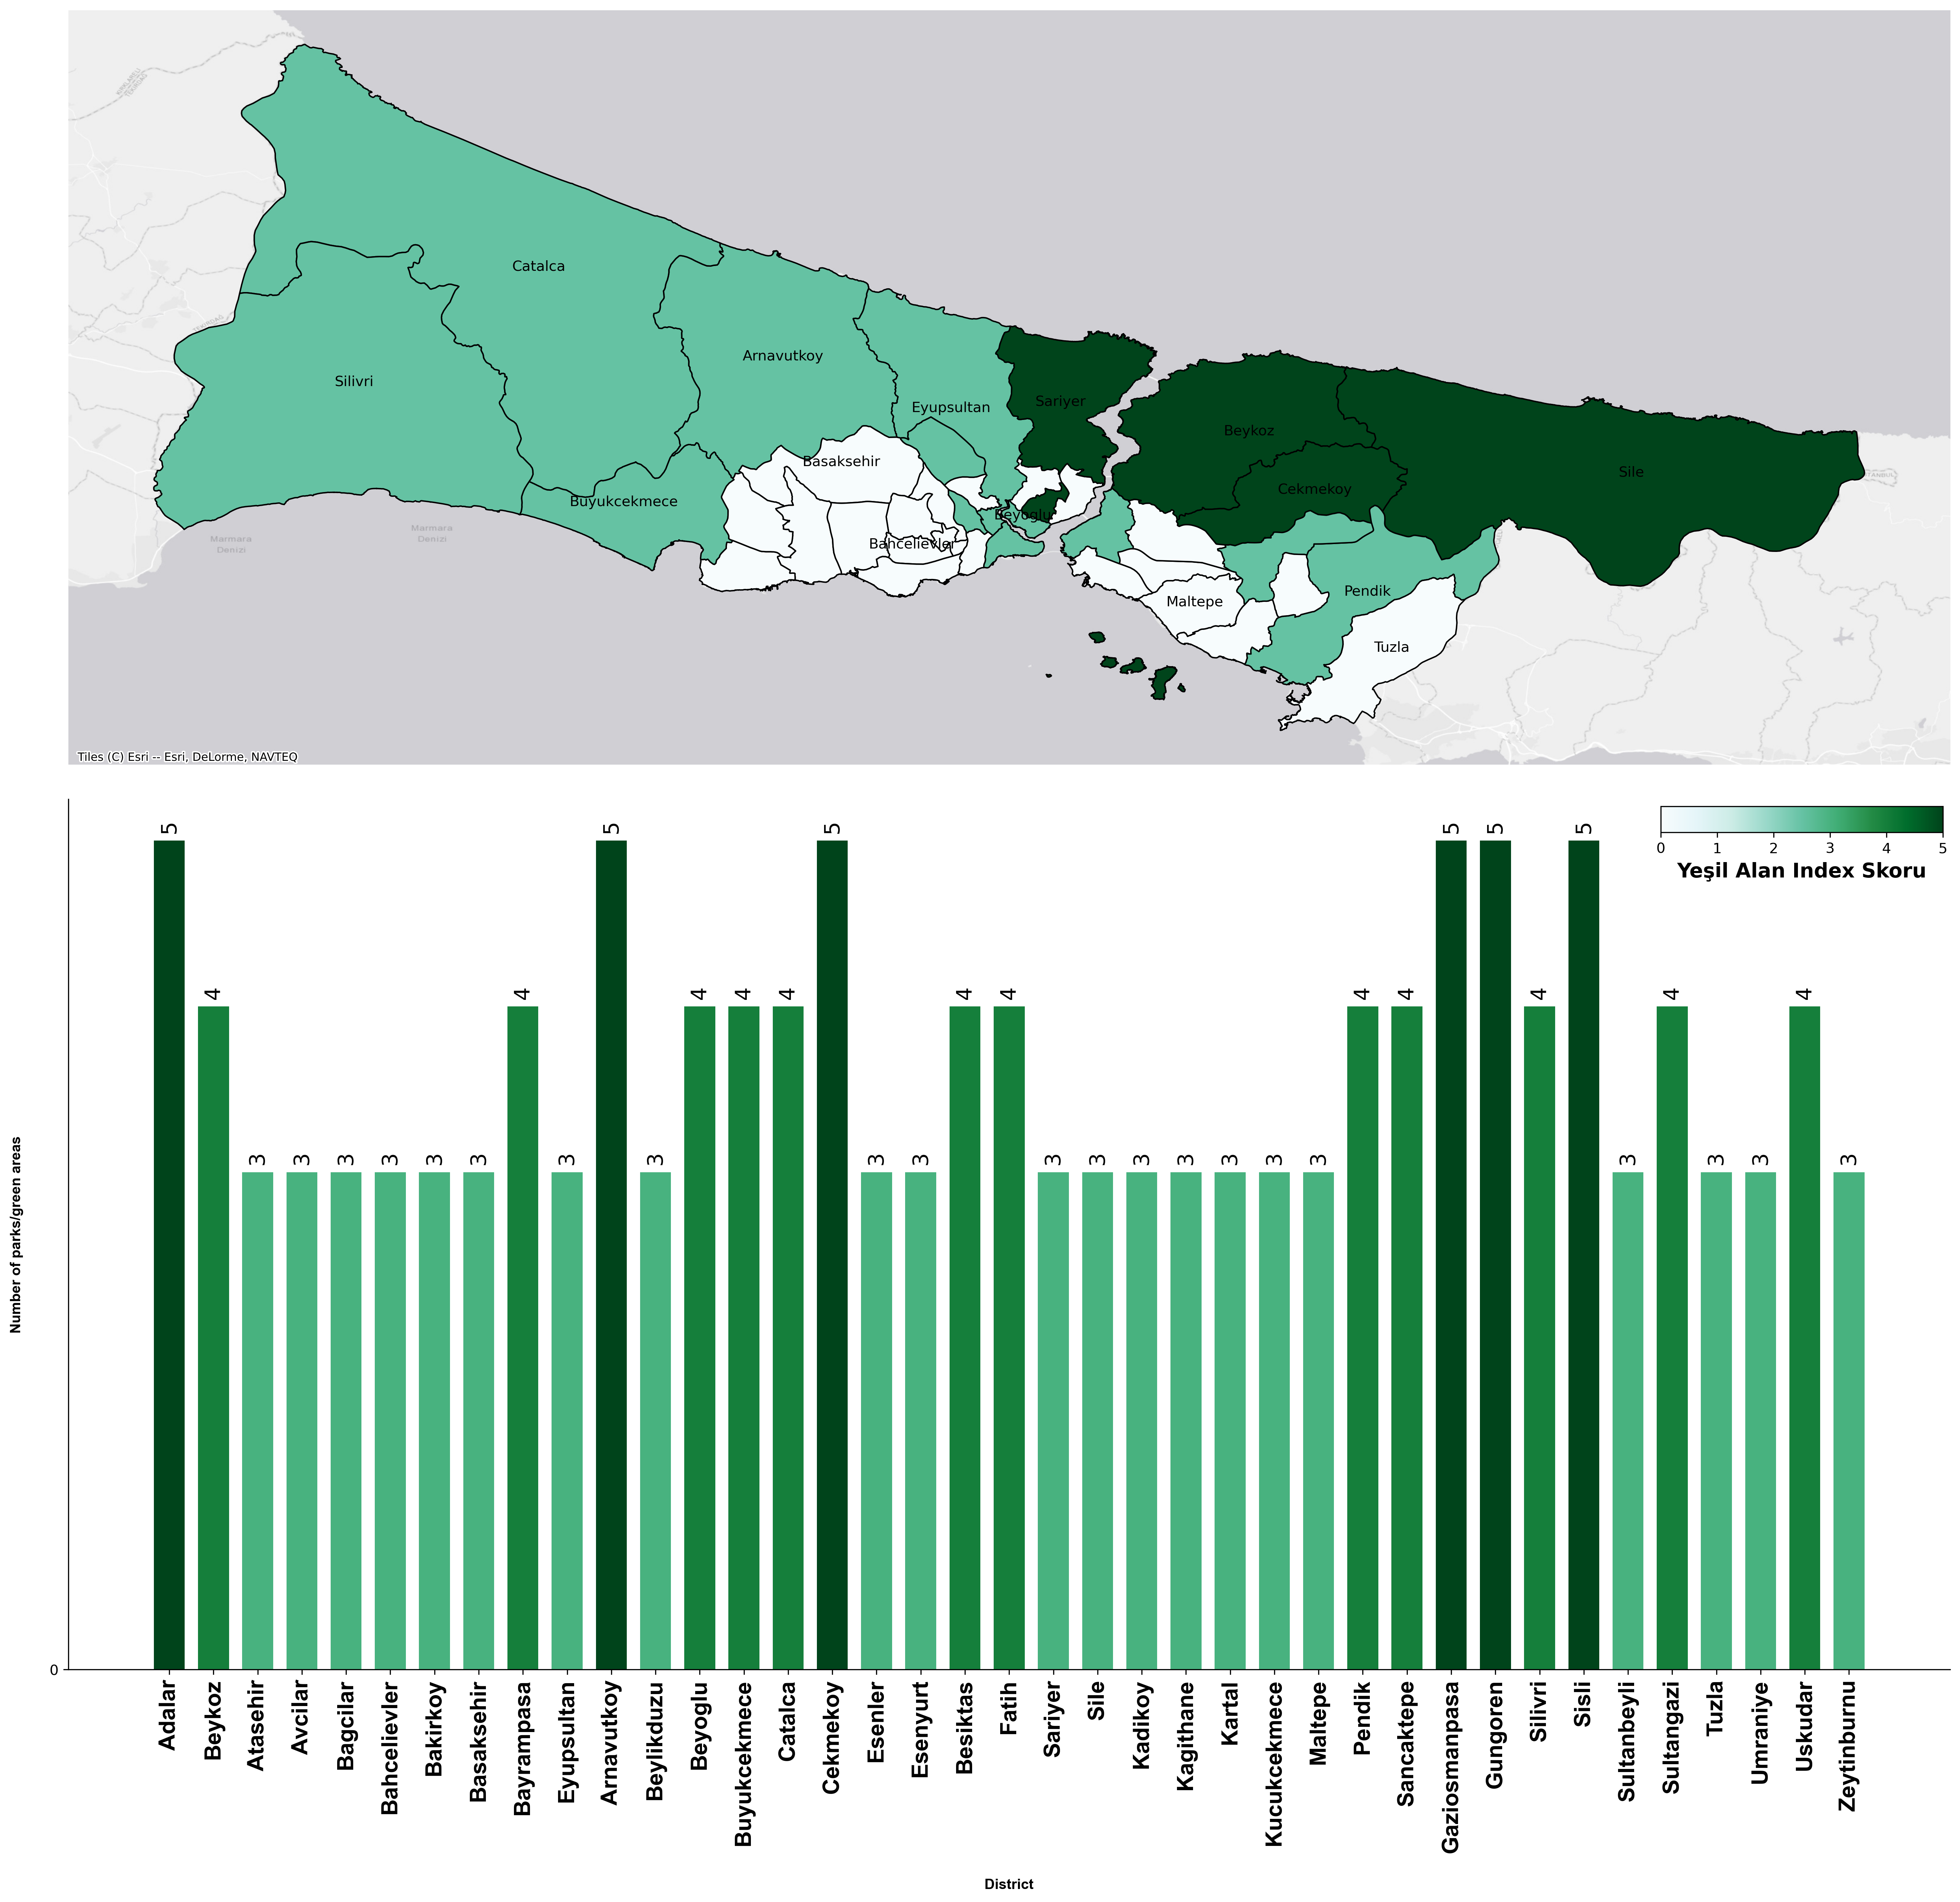 KIRKLARELI
TEKIRDAG
Catalca
Arnavutkoy
Silivri
Eyupsultan
Sariyer
Beykoz
Basaksehir
Sile
Cekmekoy
Buyukcekmece
Beyoglu
Marmara
Denizi
Marmara
Denizi
Bahcelievler
Pendik
Maltepe
Tuzla
Tiles (C) Esri -- Esri, DeLorme, NAVTEQ
0 1 2 3 4 5
Yeşil Alan Index Skoru
5 4 3 3 3 3 3 3 4 3 5 3 4 4 4 5 3 3 4 4 3 3 3 3 3 3 3 4 4 5 5 4 5 3 4 3 3 4 3
Number of parks/green areas
0
Adalar
Beykoz
Atasehir
Avcilar
Bagcilar
Bahcelievler
Bakirkoy
Basaksehir
Bayrampasa
Eyupsultan
Arnavutkoy
Beylikduzu
Beyoglu
Buyukcekmece
Catalca
Cekmekoy
Esenler
Esenyurt
Besiktas
Fatih
Sariyer
Sile
Kadikoy
Kagithane
Kartal
Kucukcekmece
Maltepe
Pendik
Sancaktepe
Gaziosmanpasa
Gungoren
Silivri
Sisli
Sultanbeyli
Sultangazi
Tuzla
Umraniye
Uskudar
Zeytinburnu
District